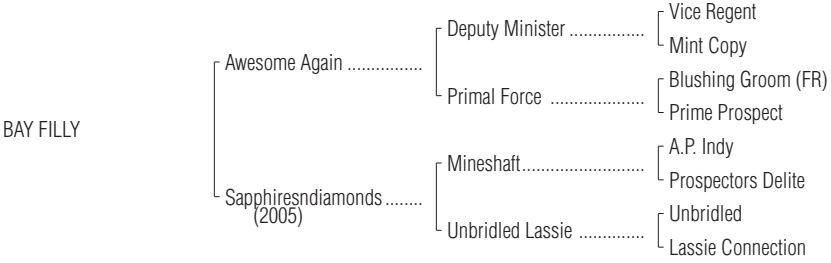 Vice Regent
Deputy Minister ...............
Mint Copy
Awesome Again ................
Blushing Groom (FR)
Primal Force ....................
Prime Prospect
BAY FILLY
A.P. Indy
Mineshaft..........................
Prospectors Delite
Sapphiresndiamonds ........
(2005)
Unbridled
Unbridled Lassie ..............
Lassie Connection